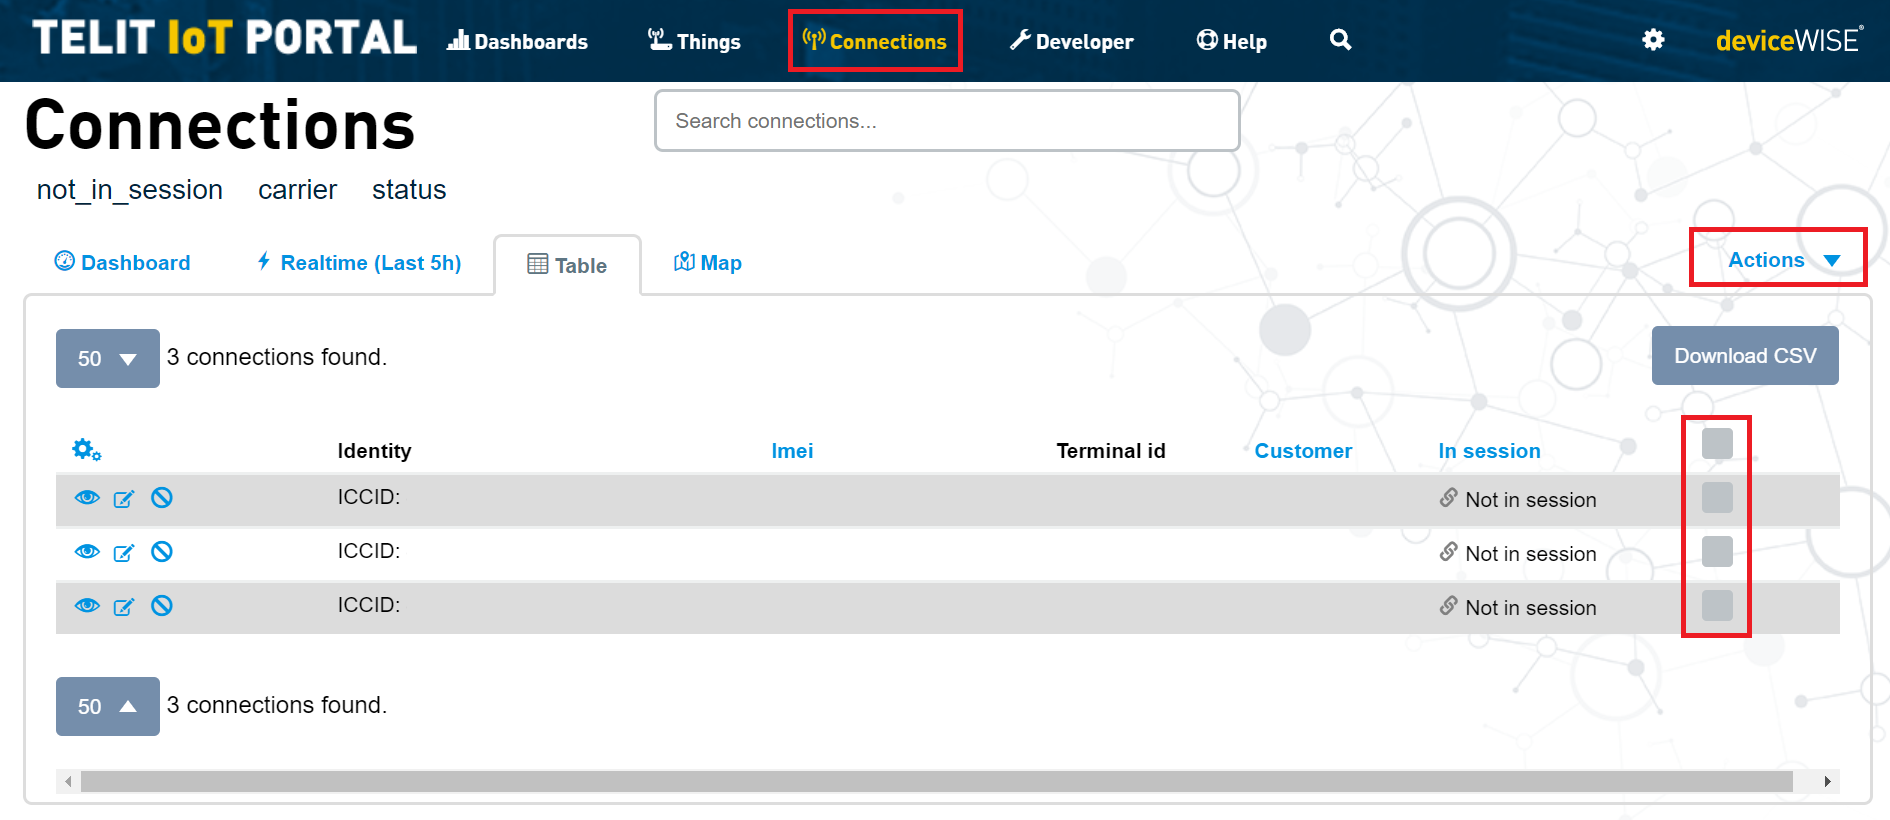 TELIT IoT PORTAL Dashboards Things Connections Developer Help deviceWISE®
Connections
Search connections...
not_in_session carrier status
Dashboard Realtime (Last 5h) Table Map Actions
50 3 connections found. Download CSV
Identity Imei Terminal id Customer In session
ICCID: Not in session
ICCID: Not in session
ICCID: Not in session
50 3 connections found.